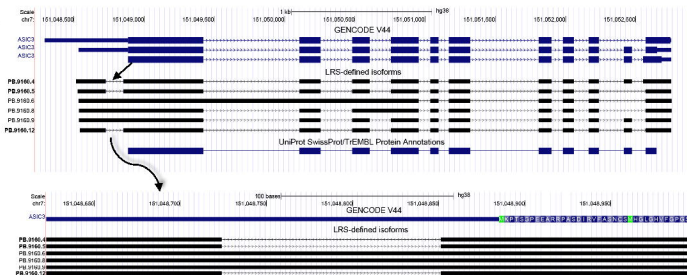 Scale 1 kb hg38
chr7: 151,048,500 151,049,000 151,049,500 151,050,000 151,050,500 151,051,000 151,051,500 151,052,000 151,052,500
GENCODE V44
ASIC3
ASIC3
ASIC3
LRS-defined isoforms
PB.9160.4
PB.9160.5
PB.9160.6
PB.9160.8
PB.9160.9
PB.9160.12
UniProt SwissProt/TrEMBL Protein Annotations
Scale 100 bases hg38
chr7: 151,048,650 151,048,700 151,048,750 151,048,800 151,048,850 151,048,900 151,048,950
GENCODE V44
ASIC3
LRS-defined isoforms
PB.9160.4
PB.9160.5
PB.9160.6
PB.9160.8
PB.9160.9
PB.9160.12